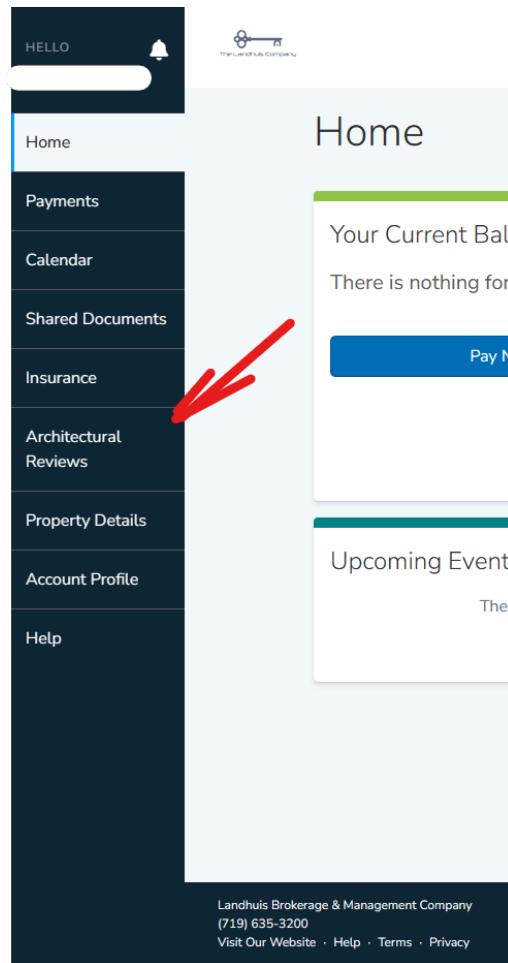 HELLO
The Landhuis Company
Home
Payments
Calendar
Shared Documents
Insurance
Architectural
Reviews
Property Details
Account Profile
Help
Home
Your Current Bal
There is nothing for
Pay N
Upcoming Event
The
Landhuis Brokerage & Management Company
(719) 635-3200
Visit Our Website · Help · Terms · Privacy